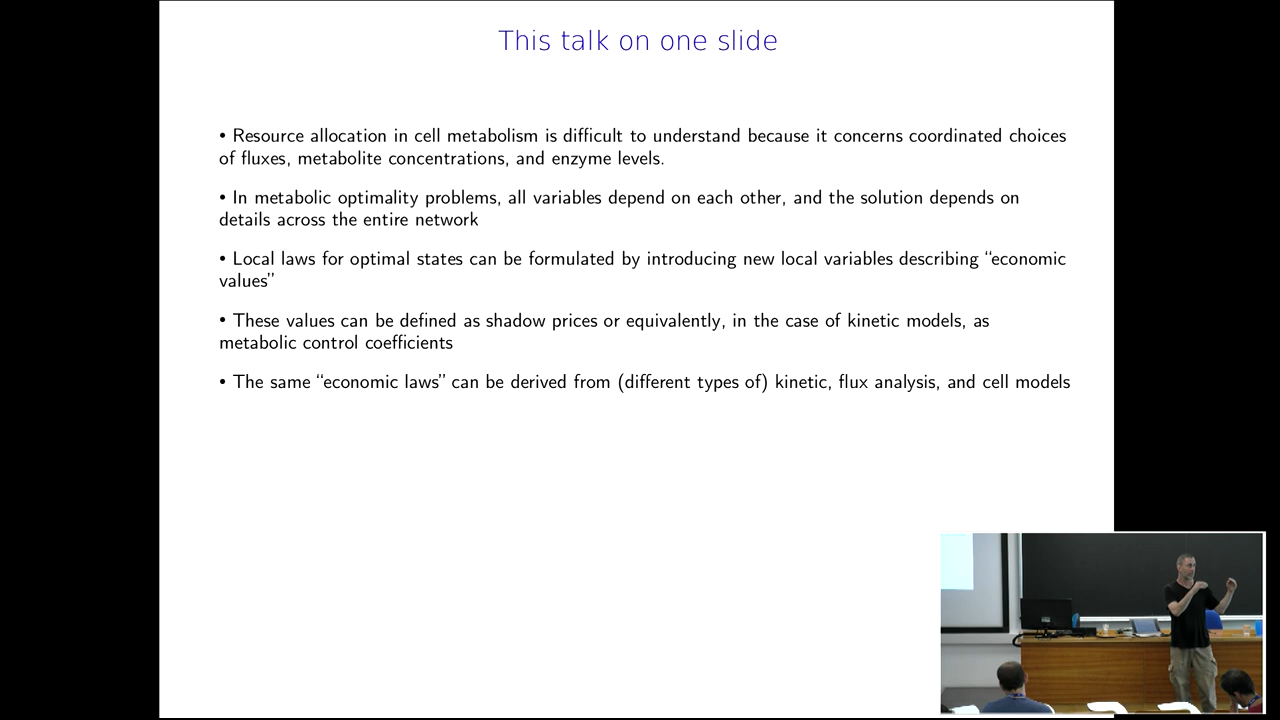 This talk on one slide
• Resource allocation in cell metabolism is difficult to understand because it concerns coordinated choices
of fluxes, metabolite concentrations, and enzyme levels.
• In metabolic optimality problems, all variables depend on each other, and the solution depends on
details across the entire network
• Local laws for optimal states can be formulated by introducing new local variables describing “economic
values”
• These values can be defined as shadow prices or equivalently, in the case of kinetic models, as
metabolic control coefficients
• The same “economic laws” can be derived from (different types of) kinetic, flux analysis, and cell models